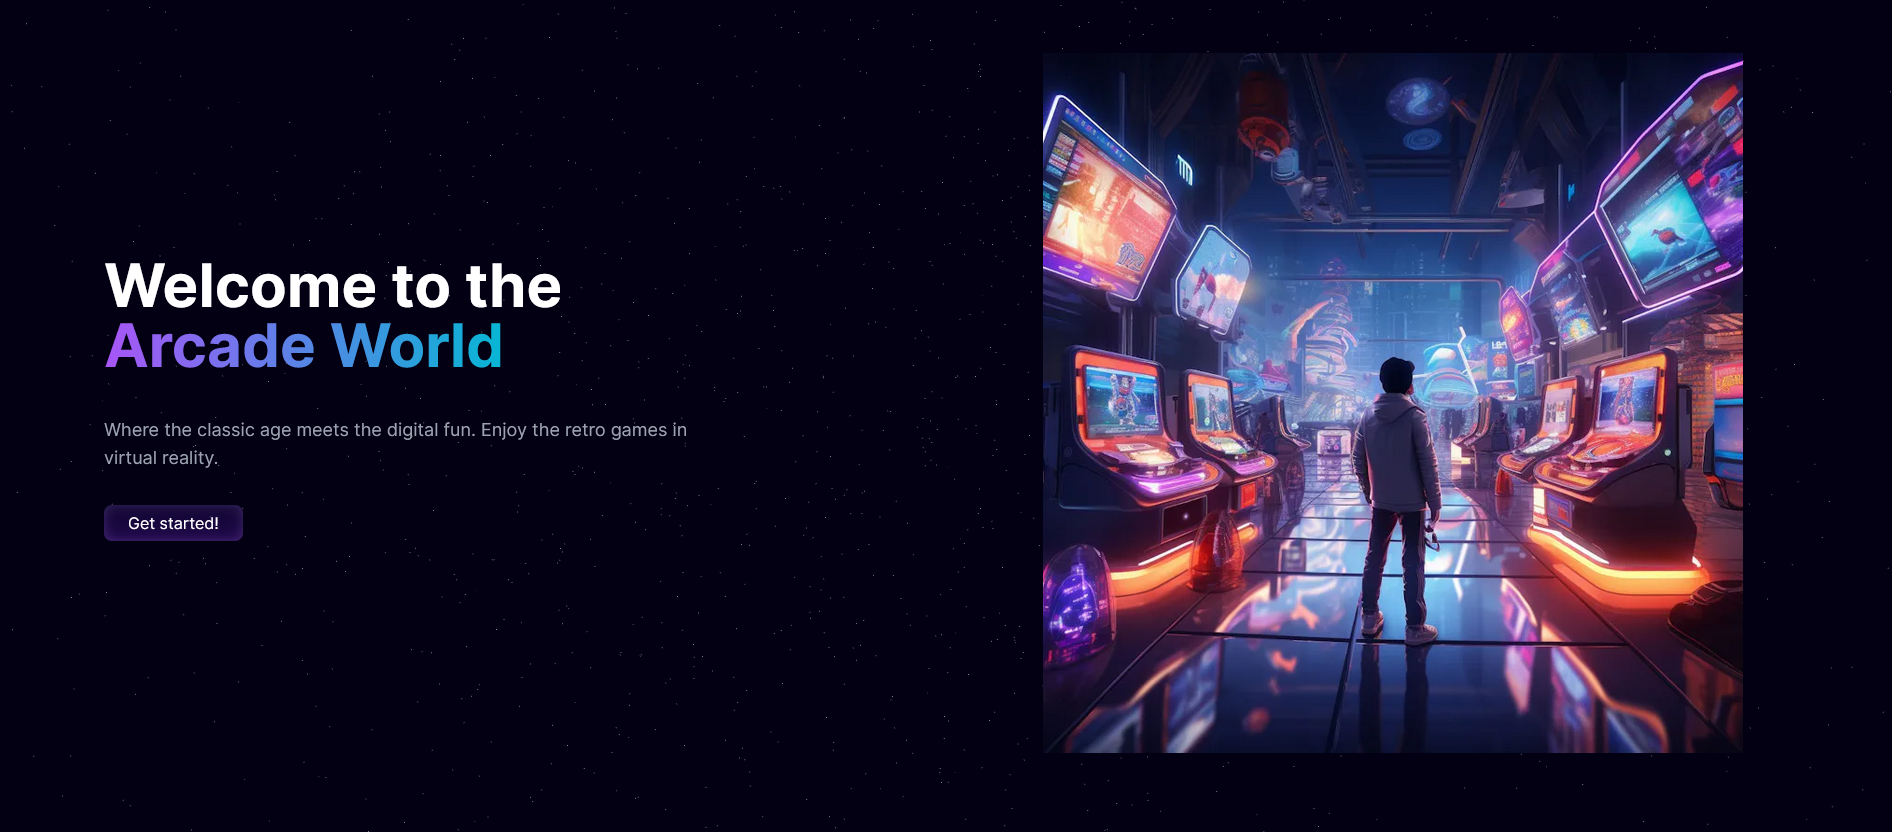 Welcome to the
Arcade World
Where the classic age meets the digital fun. Enjoy the retro games in
virtual reality.
Get started!